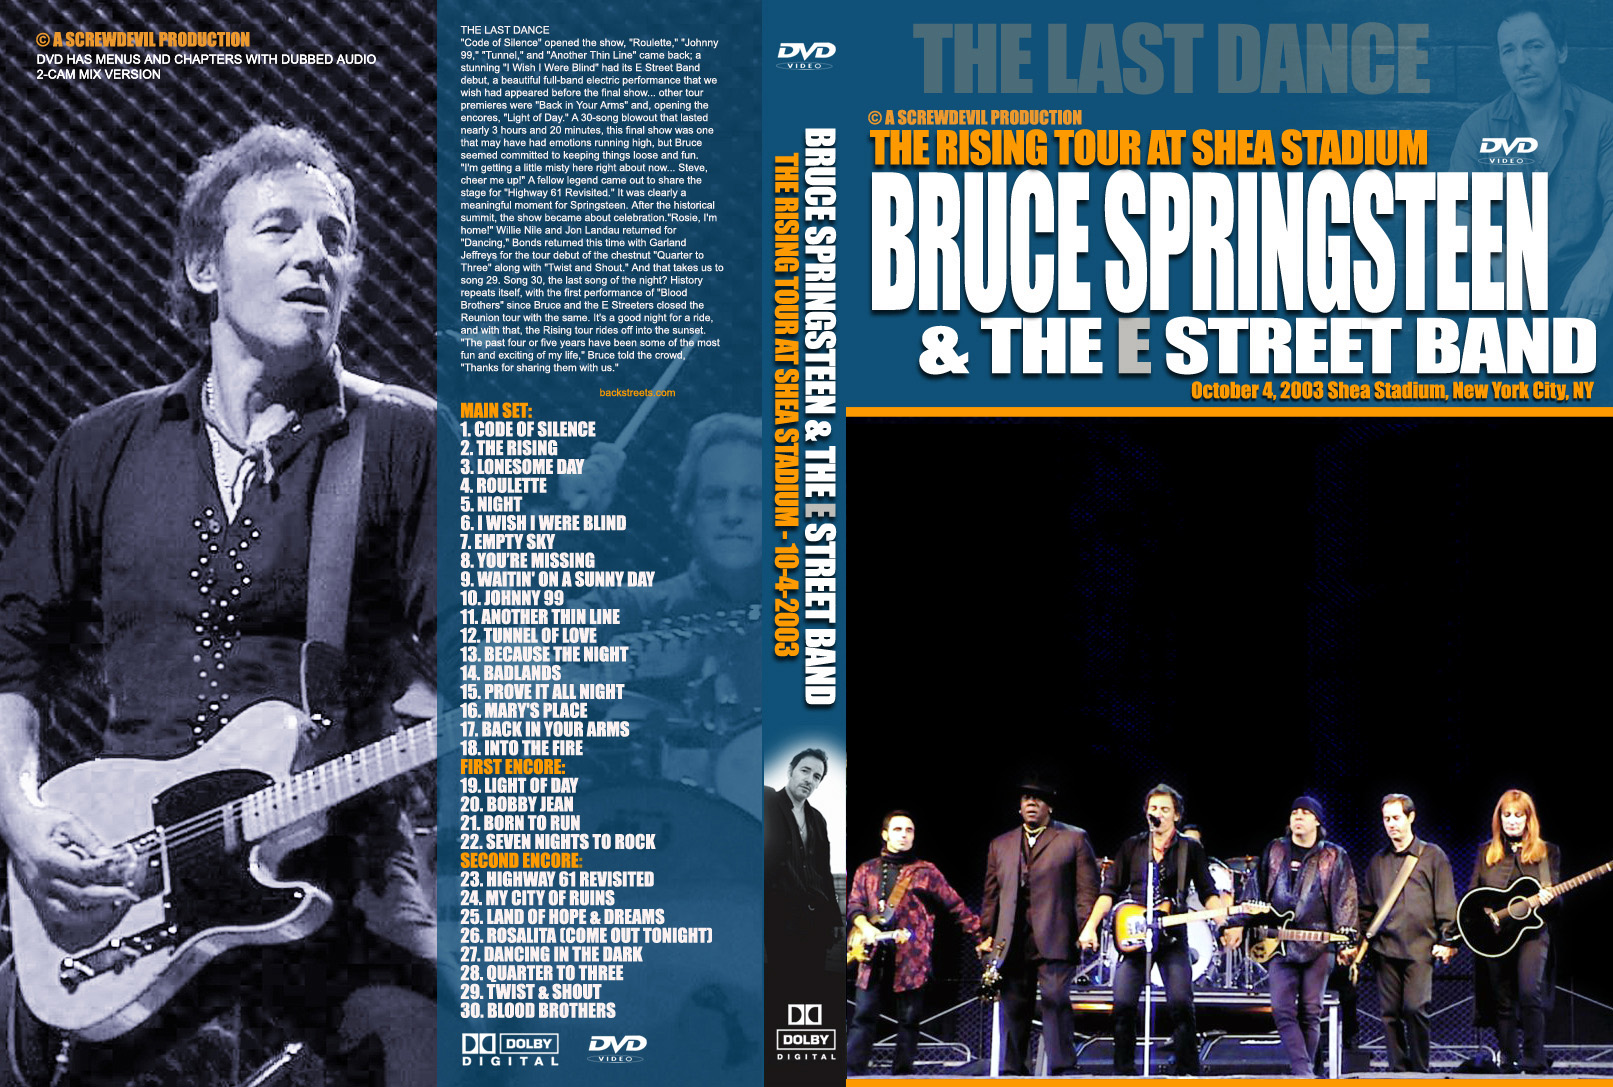 © A SCREWDEVIL PRODUCTION
DVD HAS MENUS AND CHAPTERS WITH DUBBED AUDIO
2-CAM MIX VERSION
THE LAST DANCE
"Code of Silence" opened the show, "Roulette," "Johnny
99," "Tunnel," and "Another Thin Line" came back; a
stunning "I Wish I Were Blind" had its E Street Band
debut, a beautiful full-band electric performance that we
wish had appeared before the final show... other tour
premieres were "Back in Your Arms" and, opening the
encores, "Light of Day." A 30-song blowout that lasted
nearly 3 hours and 20 minutes, this final show was one
that may have had emotions running high, but Bruce
seemed committed to keeping things loose and fun.
"I'm getting a little misty here right about now... Steve,
cheer me up!" A fellow legend came out to share the
stage for "Highway 61 Revisited." It was clearly a
meaningful moment for Springsteen. After the historical
summit, the show became about celebration."Rosie, I'm
home!" Willie Nile and Jon Landau returned for
"Dancing," Bonds returned this time with Garland
Jeffreys for the tour debut of the chestnut "Quarter to
Three" along with "Twist and Shout." And that takes us to
song 29. Song 30, the last song of the night? History
repeats itself, with the first performance of "Blood
Brothers" since Bruce and the E Streeters closed the
Reunion tour with the same. It's a good night for a ride,
and with that, the Rising tour rides off into the sunset.
"The past four or five years have been some of the most
fun and exciting of my life," Bruce told the crowd,
"Thanks for sharing them with us."
backstreets.com
MAIN SET:
1. CODE OF SILENCE
2. THE RISING
3. LONESOME DAY
4. ROULETTE
5. NIGHT
6. I WISH I WERE BLIND
7. EMPTY SKY
8. YOU'RE MISSING
9. WAITIN' ON A SUNNY DAY
10. JOHNNY 99
11. ANOTHER THIN LINE
12. TUNNEL OF LOVE
13. BECAUSE THE NIGHT
14. BADLANDS
15. PROVE IT ALL NIGHT
16. MARY'S PLACE
17. BACK IN YOUR ARMS
18. INTO THE FIRE
FIRST ENCORE:
19. LIGHT OF DAY
20. BOBBY JEAN
21. BORN TO RUN
22. SEVEN NIGHTS TO ROCK
SECOND ENCORE:
23. HIGHWAY 61 REVISITED
24. MY CITY OF RUINS
25. LAND OF HOPE & DREAMS
26. ROSALITA (COME OUT TONIGHT)
27. DANCING IN THE DARK
28. QUARTER TO THREE
29. TWIST & SHOUT
30. BLOOD BROTHERS
DOLBY
DIGITAL
DVD
VIDEO
DVD
VIDEO
BRUCE SPRINGSTEEN & THE E STREET BAND
THE RISING TOUR AT SHEA STADIUM - 10-4-2003
DOLBY
DIGITAL
THE LAST DANCE
© A SCREWDEVIL PRODUCTION
THE RISING TOUR AT SHEA STADIUM
DVD
VIDEO
BRUCE SPRINGSTEEN
& THE E STREET BAND
October 4, 2003 Shea Stadium, New York City, NY